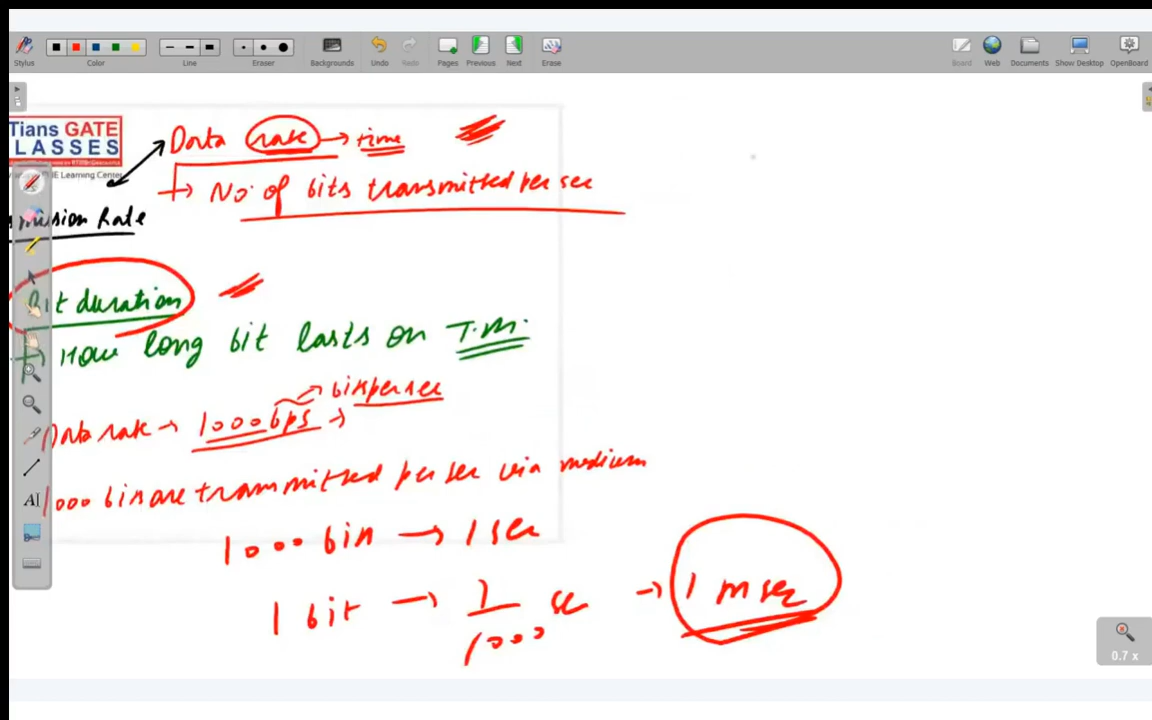 Stylus Color Line Eraser Backgrounds Undo Redo Pages Previous Next Erase Board Web Documents Show Desktop OpenBoard
Tians GATE
LASSES
E Learning Center
Data rate → time
→ No. of bits transmitted per sec
mission Rate
Bit duration
→ How long bit lasts on T.M.
→ bits per sec
Data rate → 1000 bps →
1000 bits are transmitted per sec via medium
1000 bits → 1 sec
1 bit → 1/1000 sec → 1 msec
0.7 x